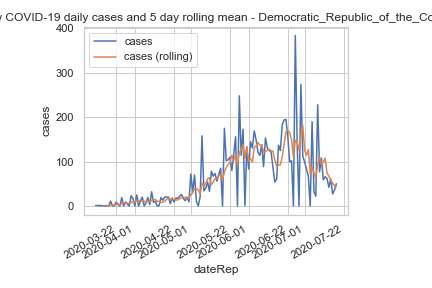 COVID-19 daily cases and 5 day rolling mean - Democratic_Republic_of_the_Co
cases
cases (rolling)
cases
400
300
200
100
0
2020-03-22
2020-04-01
2020-04-22
2020-05-01
2020-05-22
2020-06-01
2020-06-22
2020-07-01
2020-07-22
dateRep